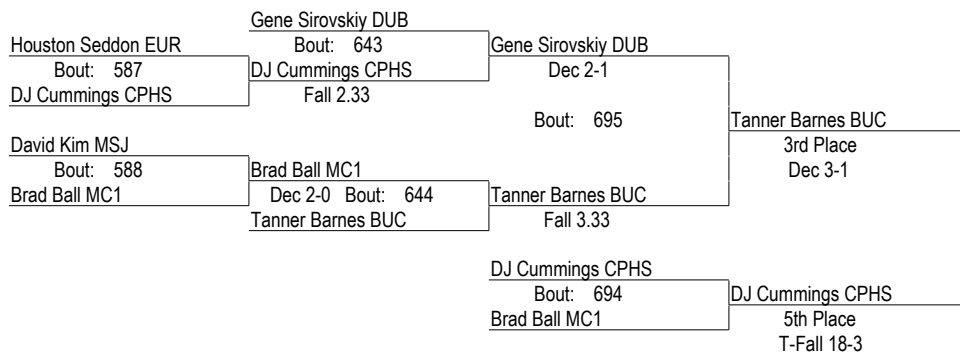 Gene Sirovskiy DUB
Houston Seddon EUR
Bout: 643
Gene Sirovskiy DUB
Bout: 587
DJ Cummings CPHS
Dec 2-1
DJ Cummings CPHS
Fall 2.33
Bout: 695
Tanner Barnes BUC
David Kim MSJ
3rd Place
Bout: 588
Brad Ball MC1
Dec 3-1
Brad Ball MC1
Dec 2-0 Bout: 644
Tanner Barnes BUC
Tanner Barnes BUC
Fall 3.33
DJ Cummings CPHS
Bout: 694
DJ Cummings CPHS
Brad Ball MC1
5th Place
T-Fall 18-3